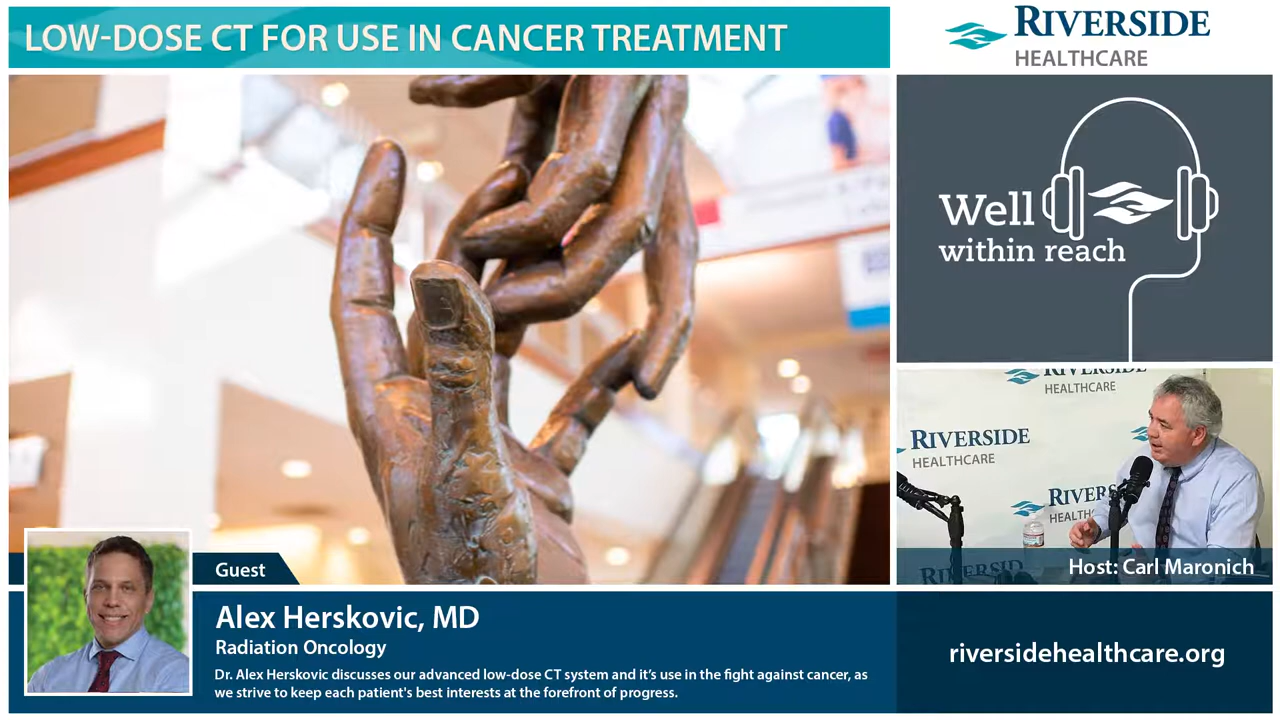 LOW-DOSE CT FOR USE IN CANCER TREATMENT
RIVERSIDE
HEALTHCARE
Well
within reach
RIVERSIDE
HEALTHCARE
RIVERSIDE
HEALTHCARE
Host: Carl Maronich
Guest
Alex Herskovic, MD
Radiation Oncology
Dr. Alex Herskovic discusses our advanced low-dose CT system and it's use in the fight against cancer, as
we strive to keep each patient's best interests at the forefront of progress.
riversidehealthcare.org